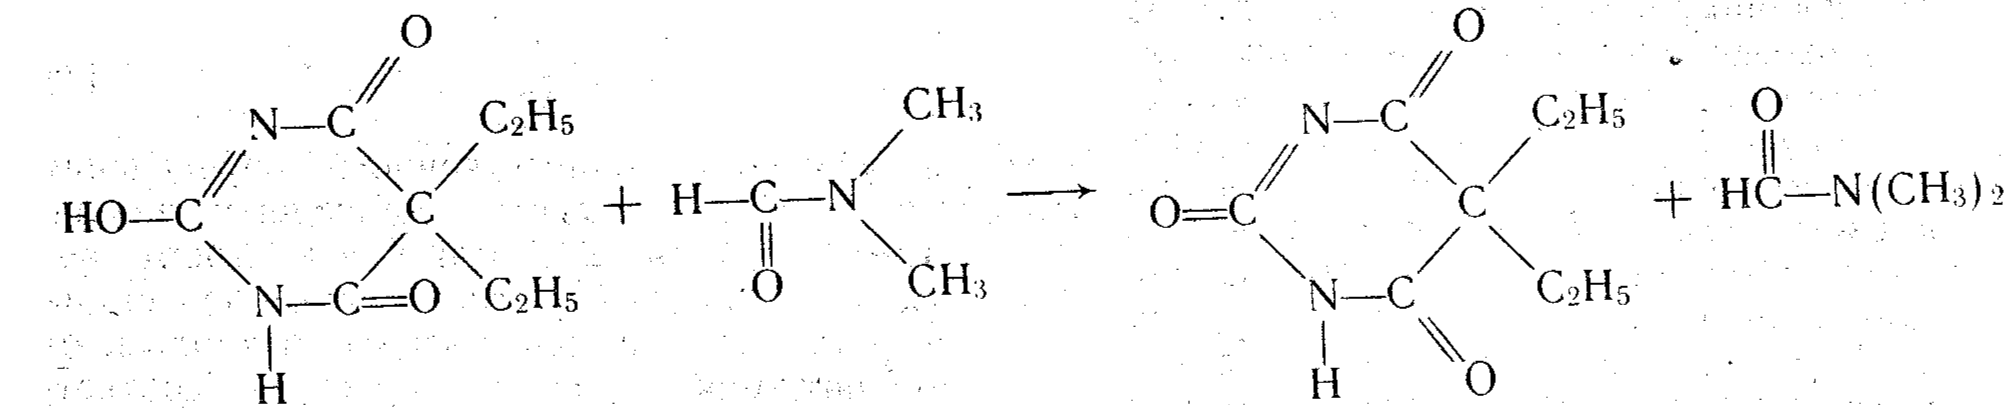 O O
CH₃ O
N—C C₂H₅ N—C C₂H₅
HO—C C + H—C—N → O=C C + HC—N(CH₃)₂
O CH₃
N—C=O C₂H₅ N—C C₂H₅
H H O